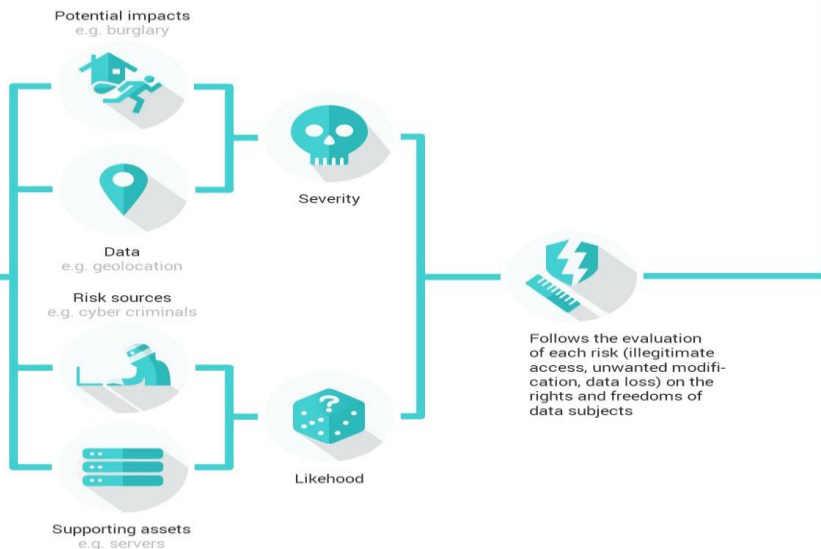 Potential impacts
e.g. burglary
Severity
Data
e.g. geolocation
Risk sources
e.g. cyber criminals
?
Follows the evaluation
of each risk (illegitimate
access, unwanted modifi-
cation, data loss) on the
rights and freedoms of
data subjects
Likehood
Supporting assets
e.g. servers